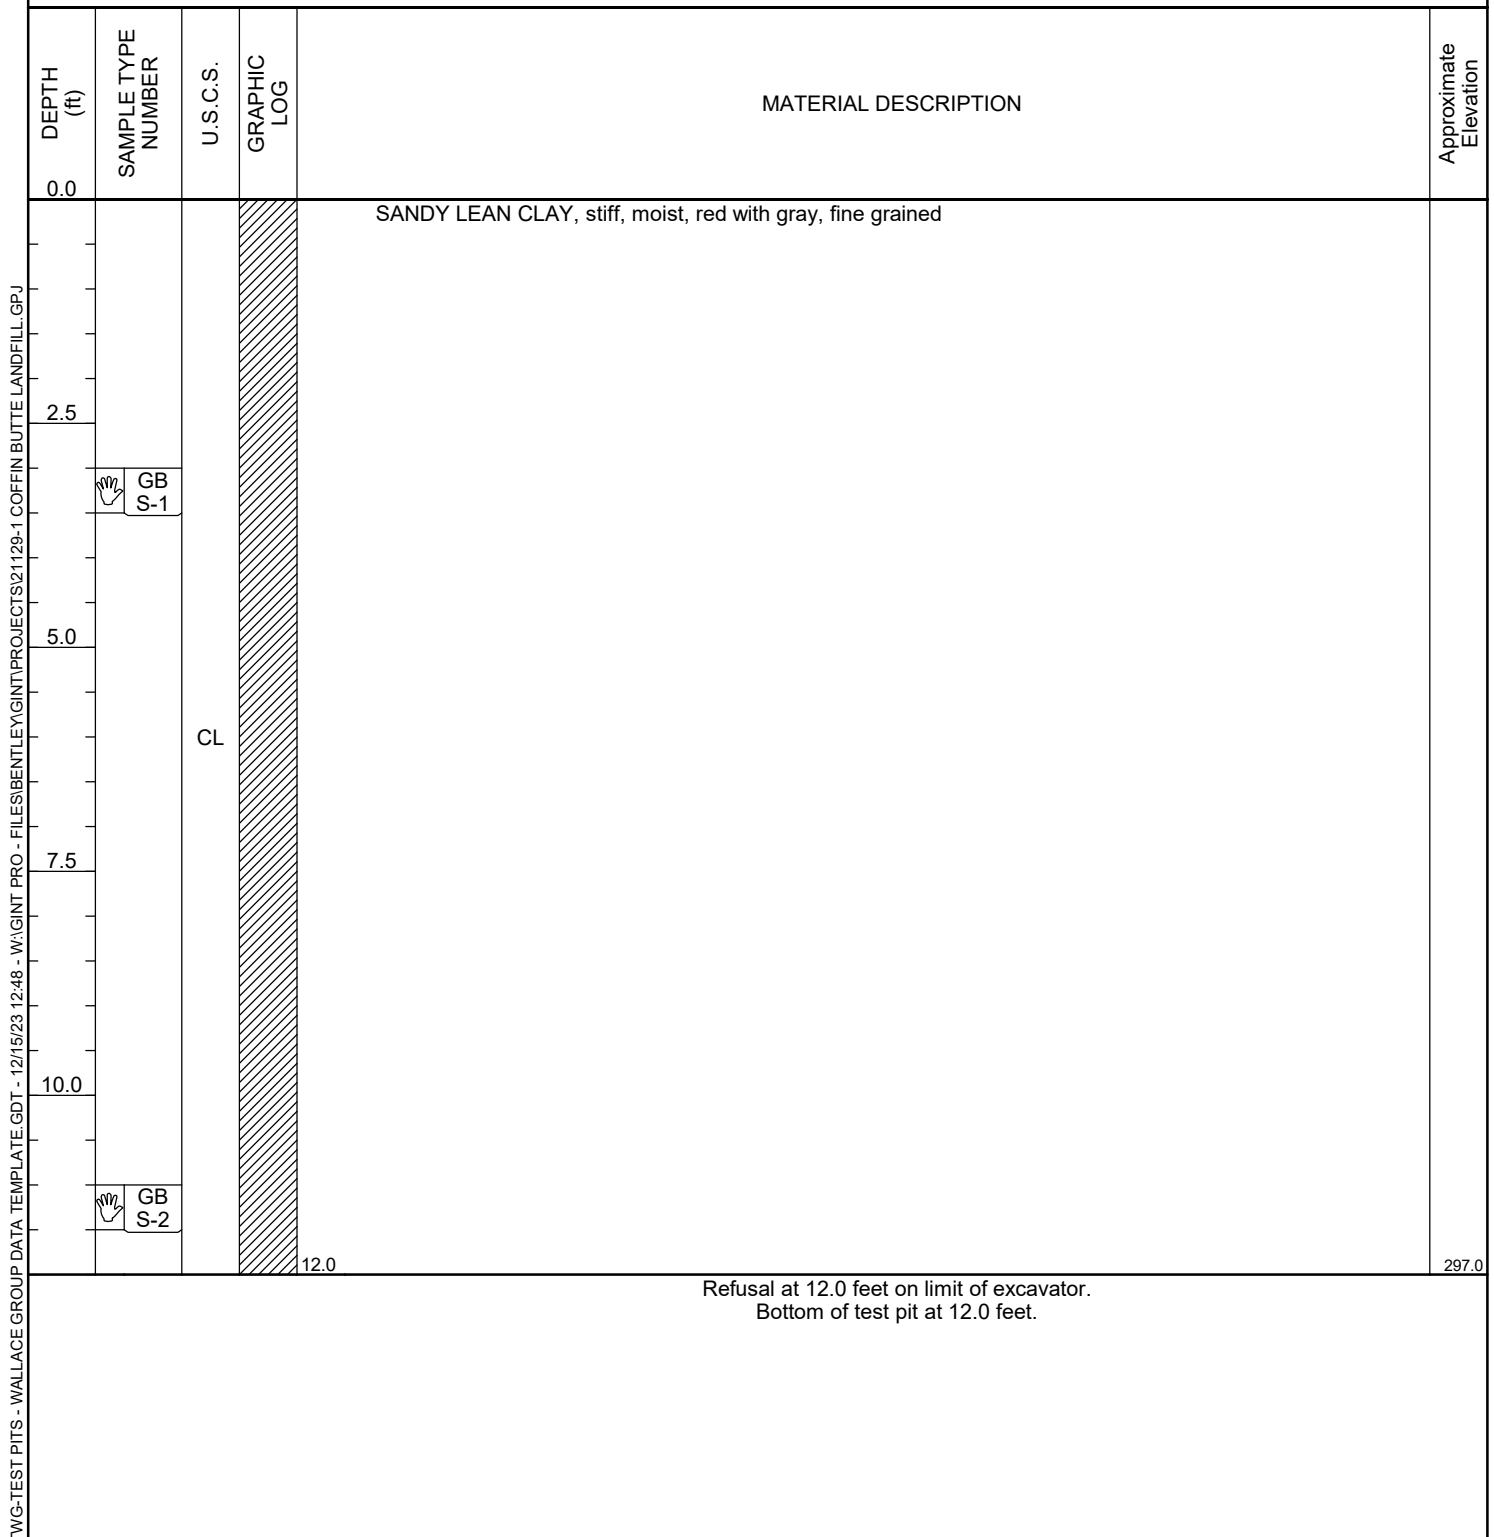 DEPTH
(ft)
SAMPLE TYPE
NUMBER
U.S.C.S.
GRAPHIC
LOG
MATERIAL DESCRIPTION
Approximate
Elevation
0.0
SANDY LEAN CLAY, stiff, moist, red with gray, fine grained
2.5
GB
S-1
5.0
CL
7.5
10.0
GB
S-2
12.0
297.0
Refusal at 12.0 feet on limit of excavator.
Bottom of test pit at 12.0 feet.
WG-TEST PITS - WALLACE GROUP DATA TEMPLATE.GDT - 12/15/23 12:48 - W:\GINT PRO - FILES\BENTLEY\GINT\PROJECTS\21129-1 COFFIN BUTTE LANDFILL.GPJ